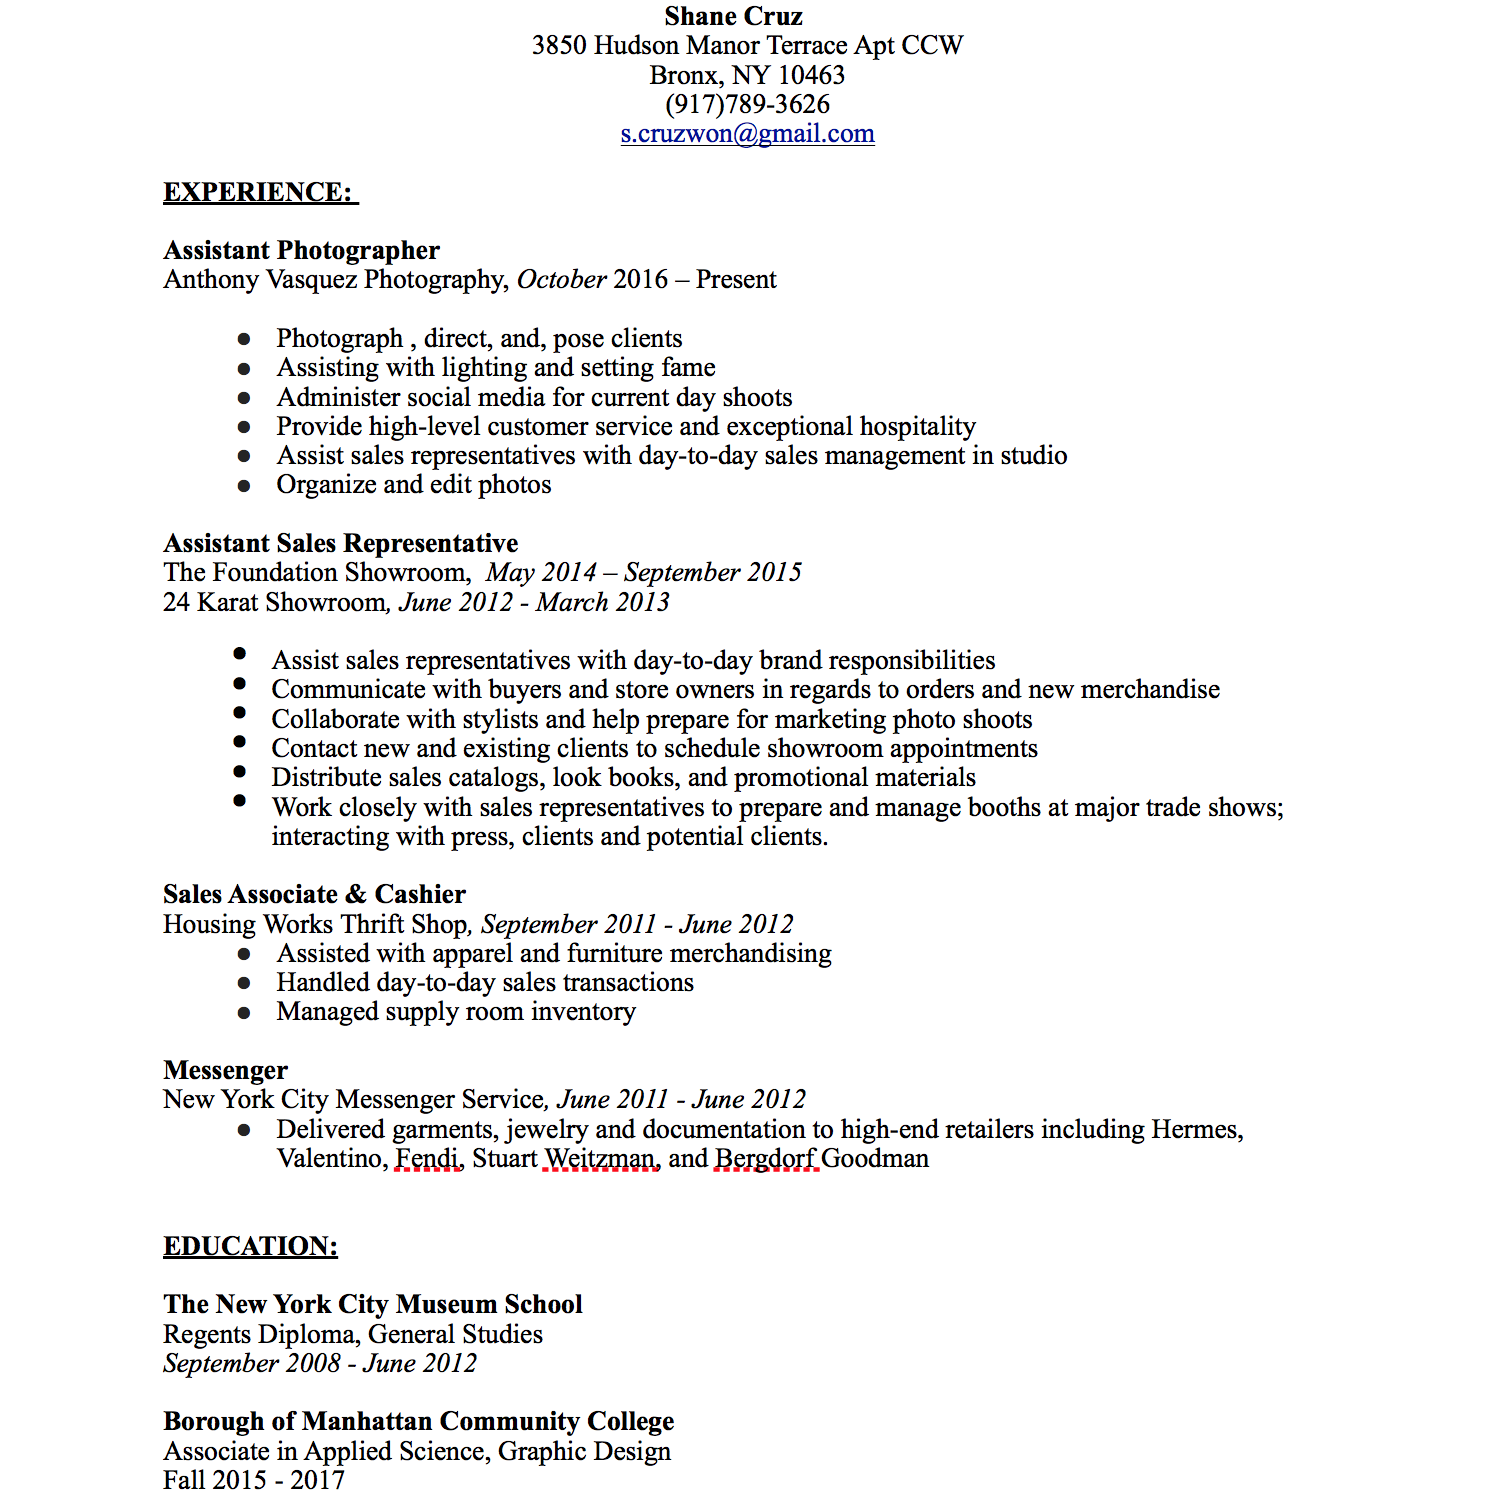 Shane Cruz
3850 Hudson Manor Terrace Apt CCW
Bronx, NY 10463
(917)789-3626
s.cruzwon@gmail.com
EXPERIENCE:
Assistant Photographer
Anthony Vasquez Photography, October 2016 – Present
● Photograph , direct, and, pose clients
● Assisting with lighting and setting fame
● Administer social media for current day shoots
● Provide high-level customer service and exceptional hospitality
● Assist sales representatives with day-to-day sales management in studio
● Organize and edit photos
Assistant Sales Representative
The Foundation Showroom, May 2014 – September 2015
24 Karat Showroom, June 2012 - March 2013
● Assist sales representatives with day-to-day brand responsibilities
● Communicate with buyers and store owners in regards to orders and new merchandise
● Collaborate with stylists and help prepare for marketing photo shoots
● Contact new and existing clients to schedule showroom appointments
● Distribute sales catalogs, look books, and promotional materials
● Work closely with sales representatives to prepare and manage booths at major trade shows;
interacting with press, clients and potential clients.
Sales Associate & Cashier
Housing Works Thrift Shop, September 2011 - June 2012
● Assisted with apparel and furniture merchandising
● Handled day-to-day sales transactions
● Managed supply room inventory
Messenger
New York City Messenger Service, June 2011 - June 2012
● Delivered garments, jewelry and documentation to high-end retailers including Hermes,
Valentino, Fendi, Stuart Weitzman, and Bergdorf Goodman
EDUCATION:
The New York City Museum School
Regents Diploma, General Studies
September 2008 - June 2012
Borough of Manhattan Community College
Associate in Applied Science, Graphic Design
Fall 2015 - 2017